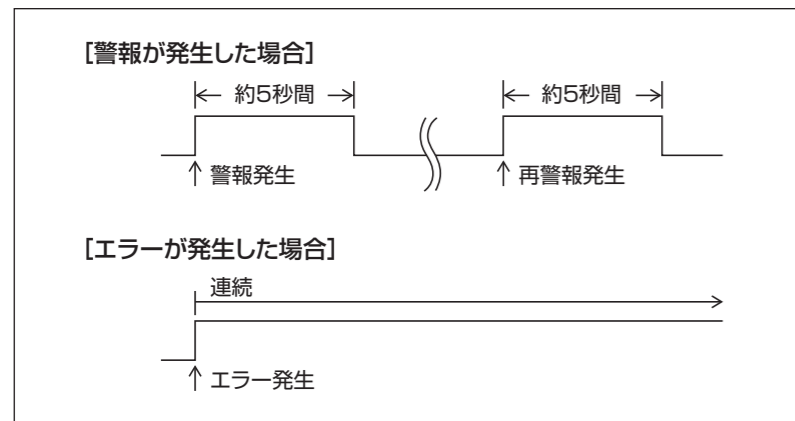 [警報が発生した場合]
約5秒間 約5秒間
警報発生 再警報発生
[エラーが発生した場合]
連続
エラー発生